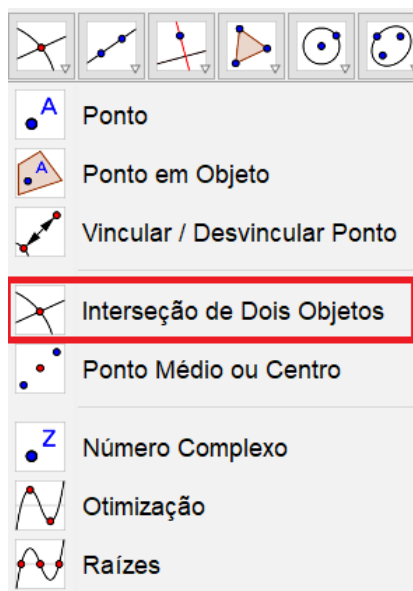 A
Ponto
A
Ponto em Objeto
Vincular / Desvincular Ponto
Interseção de Dois Objetos
Ponto Médio ou Centro
Z
Número Complexo
Otimização
Raízes